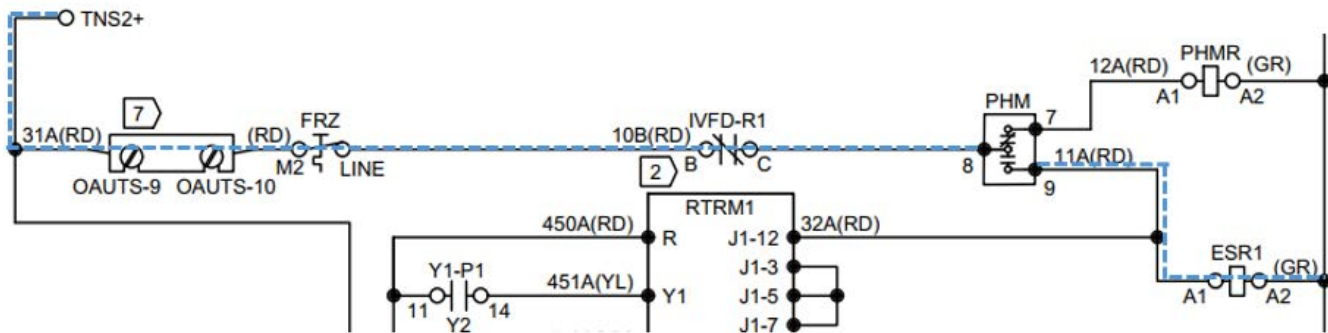 TNS2+
PHMR
12A(RD)
(GR)
A1
A2
7
FRZ
PHM
7
31A(RD)
(RD)
10B(RD)
IVFD-R1
11A(RD)
M2
LINE
B
C
8
9
OAUTS-9
OAUTS-10
2
RTRM1
450A(RD)
R
J1-12
32A(RD)
J1-3
ESR1
(GR)
Y1-P1
451A(YL)
Y1
J1-5
A1
A2
11
14
Y2
J1-7